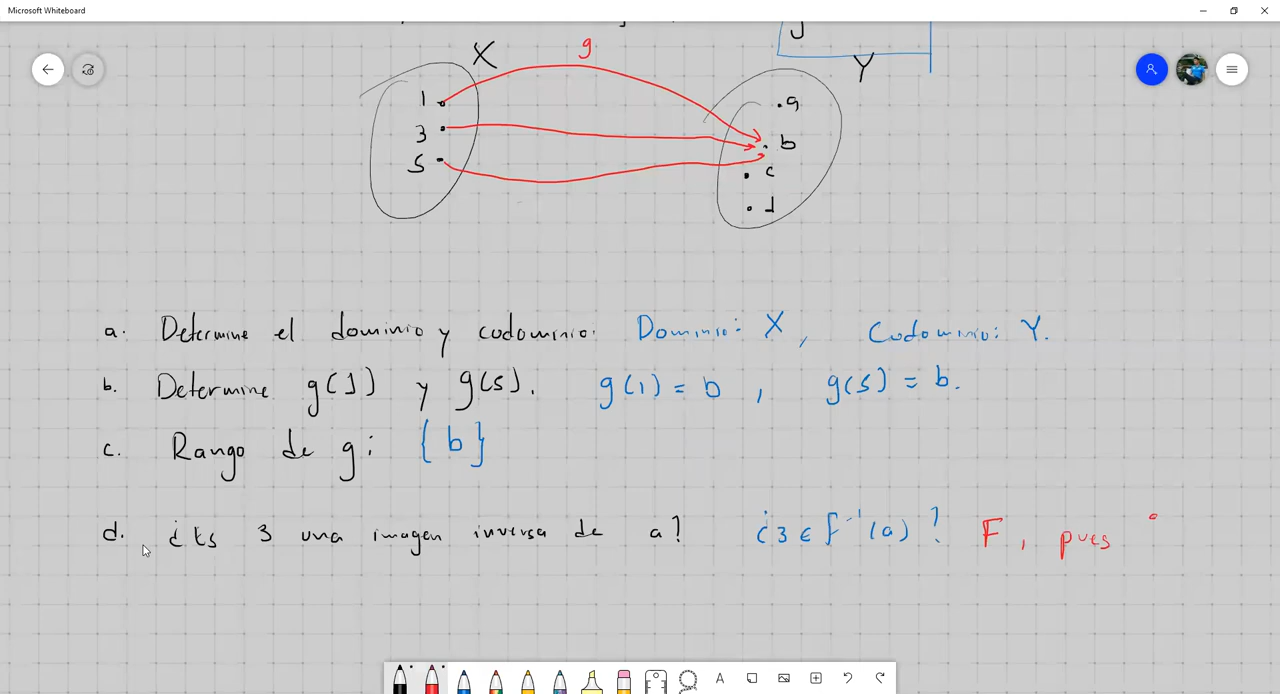 Microsoft Whiteboard
X g Y
1 a
3 b
5 c
d
a. Determine el dominio y codominio. Dominio: X, Codominio: Y.
b. Determine g(1) y g(5). g(1) = b, g(5) = b.
c. Rango de g: {b}
d. ¿Es 3 una imagen inversa de a? ¿3 ∈ f⁻¹(a)? F, pues